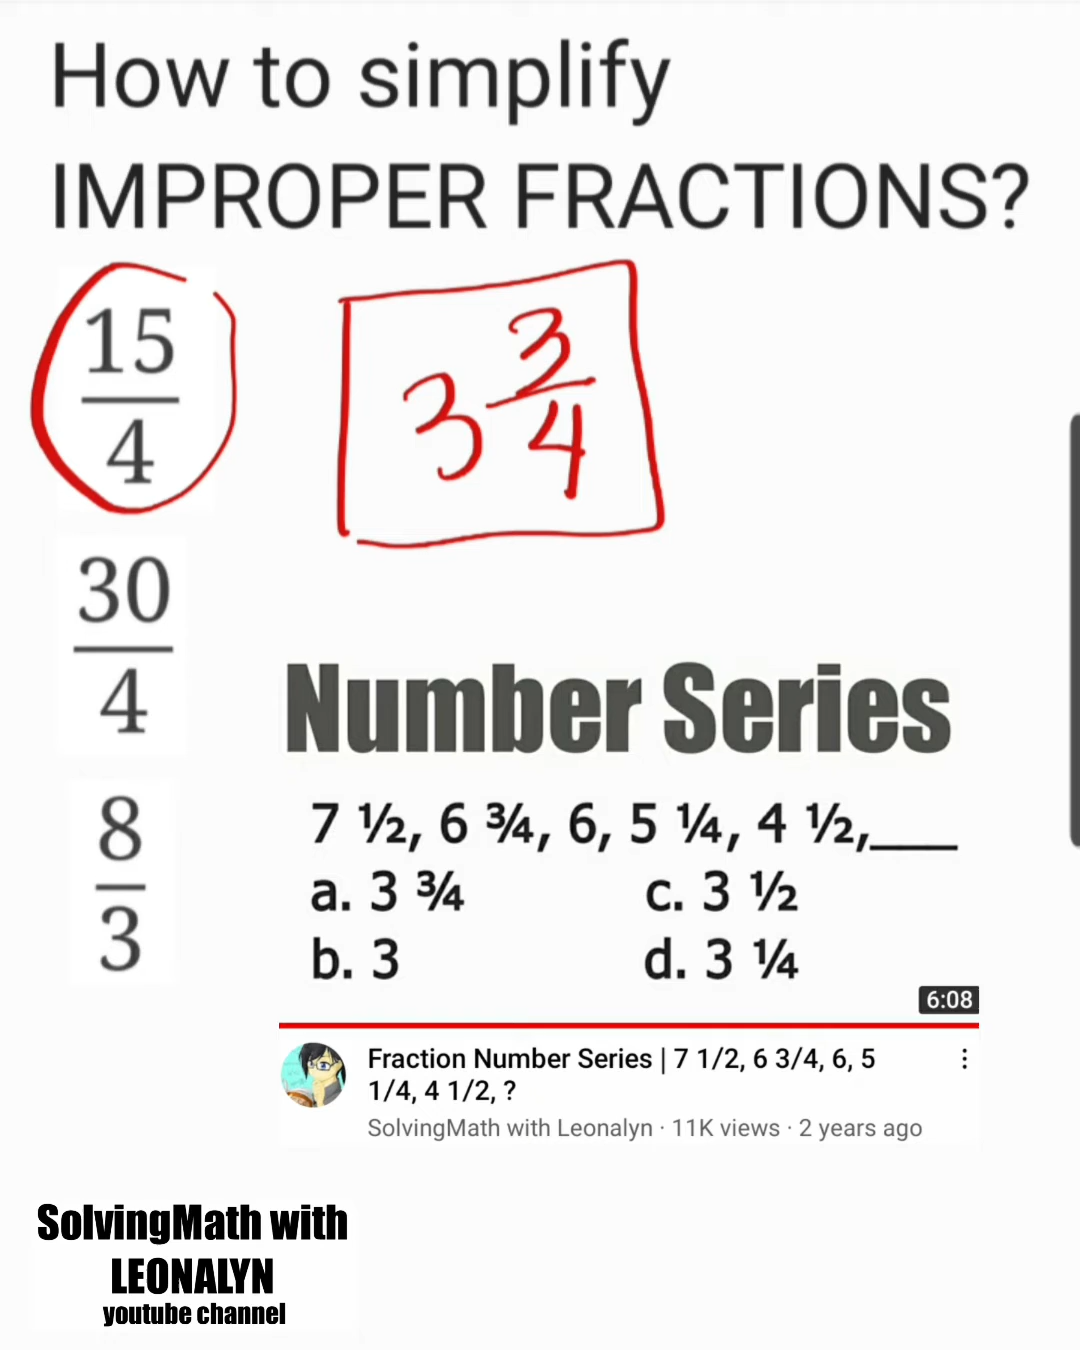 How to simplify
IMPROPER FRACTIONS?
15
4
3 3/4
30
4
8
3
Number Series
7 ½, 6 ¾, 6, 5 ¼, 4 ½,____
a. 3 ¾ c. 3 ½
b. 3 d. 3 ¼
6:08
Fraction Number Series | 7 1/2, 6 3/4, 6, 5
1/4, 4 1/2, ?
SolvingMath with Leonalyn · 11K views · 2 years ago
SolvingMath with
LEONALYN
youtube channel